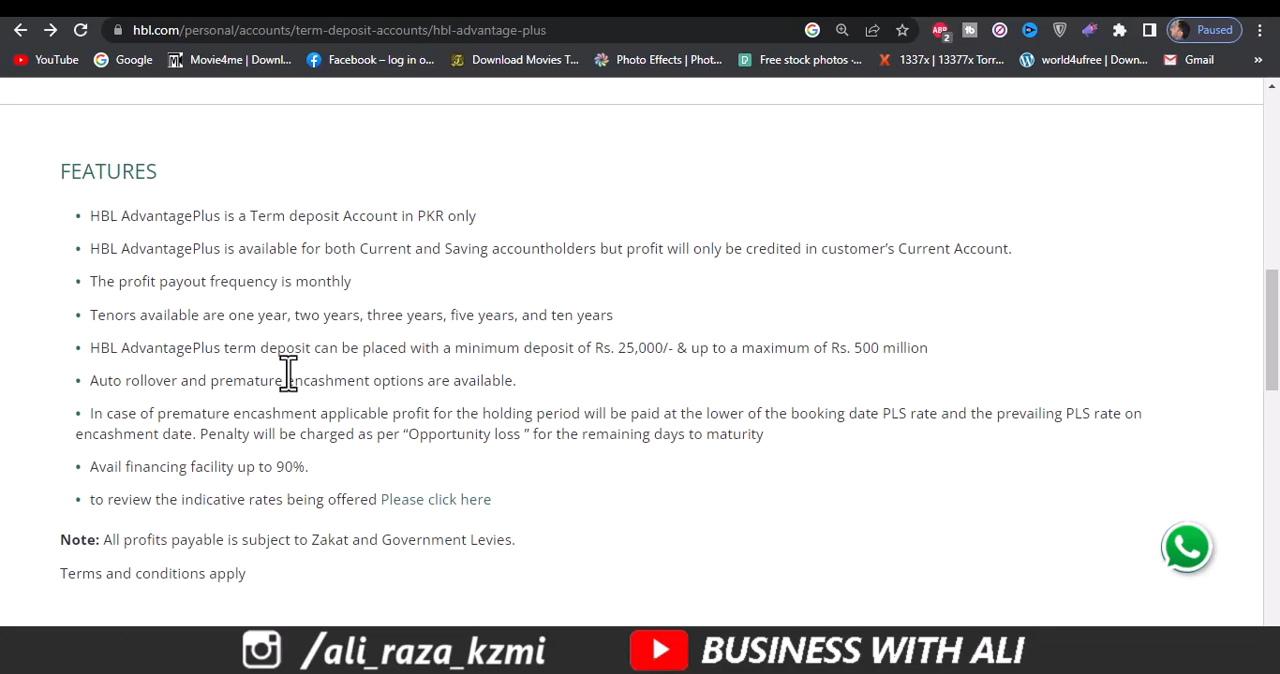 hbl.com/personal/accounts/term-deposit-accounts/hbl-advantage-plus
ABP
2
Paused
YouTube Google Movie4me | Downl... Facebook – log in o... Download Movies T... Photo Effects | Phot... Free stock photos ·... 1337x | 13377x Torr... world4ufree | Down... Gmail »
FEATURES
• HBL AdvantagePlus is a Term deposit Account in PKR only
• HBL AdvantagePlus is available for both Current and Saving accountholders but profit will only be credited in customer’s Current Account.
• The profit payout frequency is monthly
• Tenors available are one year, two years, three years, five years, and ten years
• HBL AdvantagePlus term deposit can be placed with a minimum deposit of Rs. 25,000/- & up to a maximum of Rs. 500 million
• Auto rollover and premature encashment options are available.
• In case of premature encashment applicable profit for the holding period will be paid at the lower of the booking date PLS rate and the prevailing PLS rate on
encashment date. Penalty will be charged as per “Opportunity loss ” for the remaining days to maturity
• Avail financing facility up to 90%.
• to review the indicative rates being offered Please click here
Note: All profits payable is subject to Zakat and Government Levies.
Terms and conditions apply
/ali_raza_kzmi BUSINESS WITH ALI